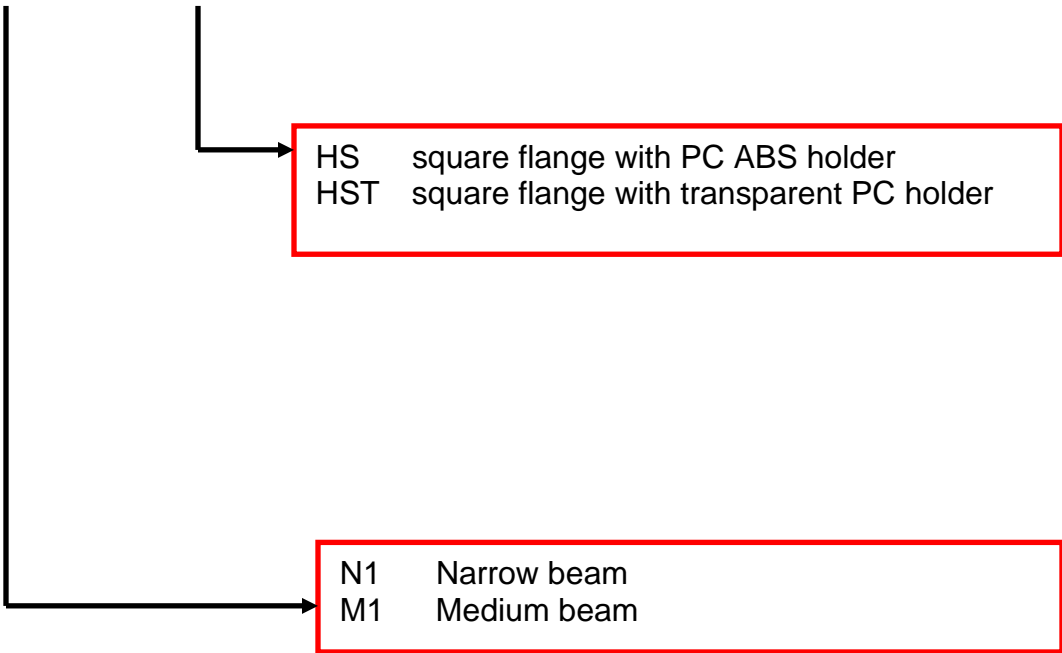 HS square flange with PC ABS holder
HST square flange with transparent PC holder
N1 Narrow beam
M1 Medium beam